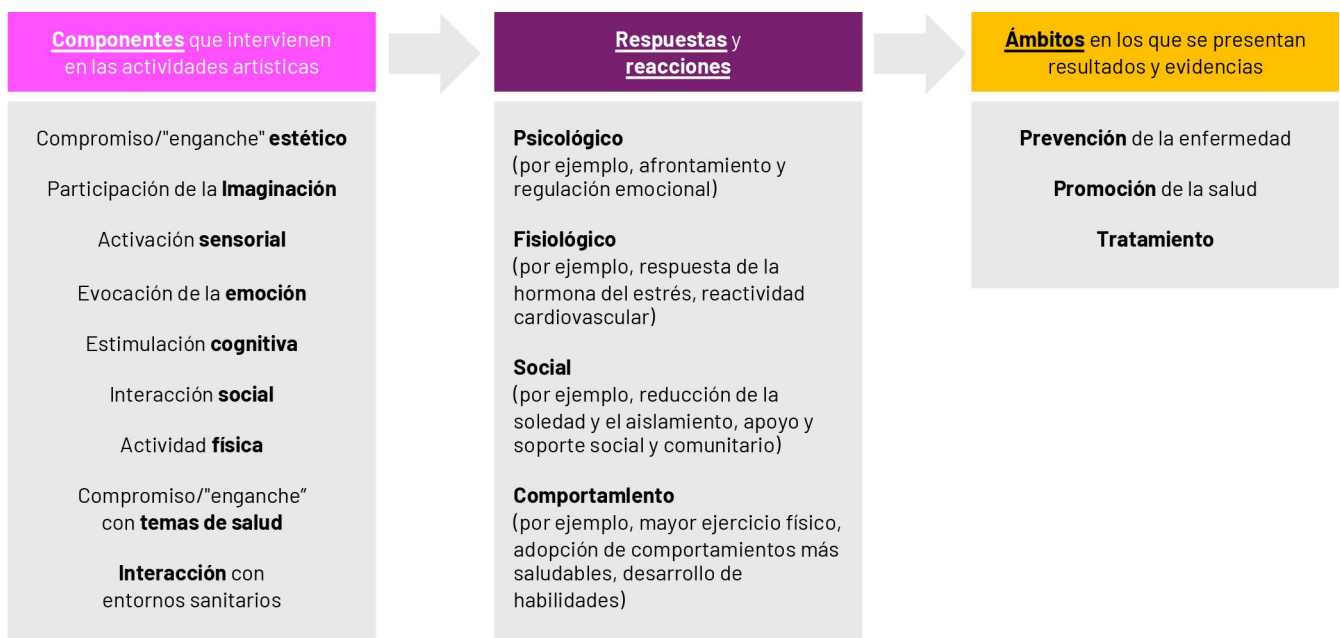 Componentes que intervienen
en las actividades artísticas
Compromiso/"enganche" estético
Participación de la Imaginación
Activación sensorial
Evocación de la emoción
Estimulación cognitiva
Interacción social
Actividad física
Compromiso/"enganche”
con temas de salud
Interacción con
entornos sanitarios
Respuestas y
reacciones
Psicológico
(por ejemplo, afrontamiento y
regulación emocional)
Fisiológico
(por ejemplo, respuesta de la
hormona del estrés, reactividad
cardiovascular)
Social
(por ejemplo, reducción de la
soledad y el aislamiento, apoyo y
soporte social y comunitario)
ComportamIento
(por ejemplo, mayor ejercicio físico,
adopción de comportamientos más
saludables, desarrollo de
habilidades)
Ámbitos en los que se presentan
resultados y evidencias
Prevención de la enfermedad
Promoción de la salud
Tratamiento